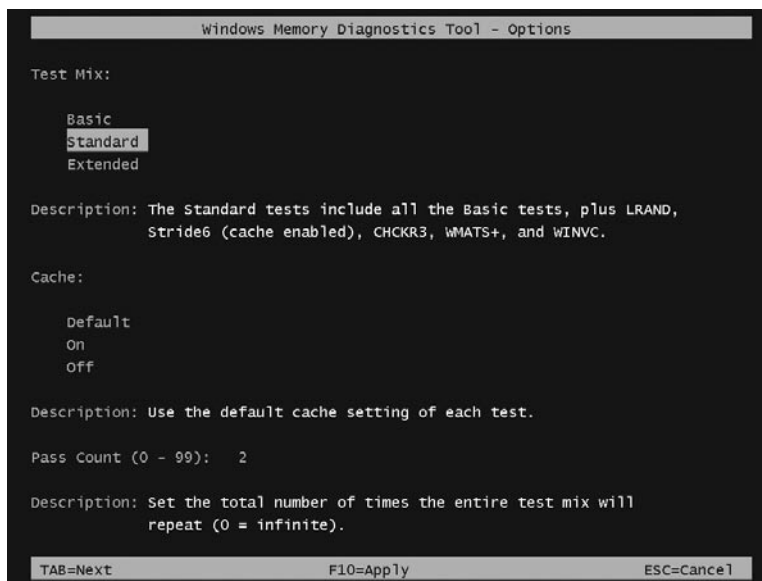 Windows Memory Diagnostics Tool - Options
Test Mix:
Basic
Standard
Extended
Description: The Standard tests include all the Basic tests, plus LRAND,
Stride6 (cache enabled), CHCKR3, WMATS+, and WINVC.
Cache:
Default
On
Off
Description: Use the default cache setting of each test.
Pass Count (0 - 99): 2
Description: Set the total number of times the entire test mix will
repeat (0 = infinite).
TAB=Next F10=Apply ESC=Cancel